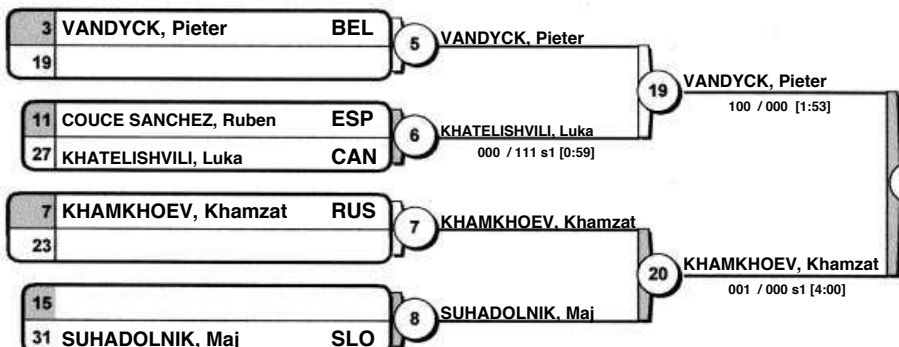 3 VANDYCK, Pieter BEL
19
5
VANDYCK, Pieter
11 COUCE SANCHEZ, Ruben ESP
27 KHATELISHVILI, Luka CAN
6
KHATELISHVILI, Luka
000 / 111 s1 [0:59]
19
VANDYCK, Pieter
100 / 000 [1:53]
7 KHAMKHOEV, Khamzat RUS
23
7
KHAMKHOEV, Khamzat
15
31 SUHADOLNIK, Maj SLO
8
SUHADOLNIK, Maj
20
KHAMKHOEV, Khamzat
001 / 000 s1 [4:00]